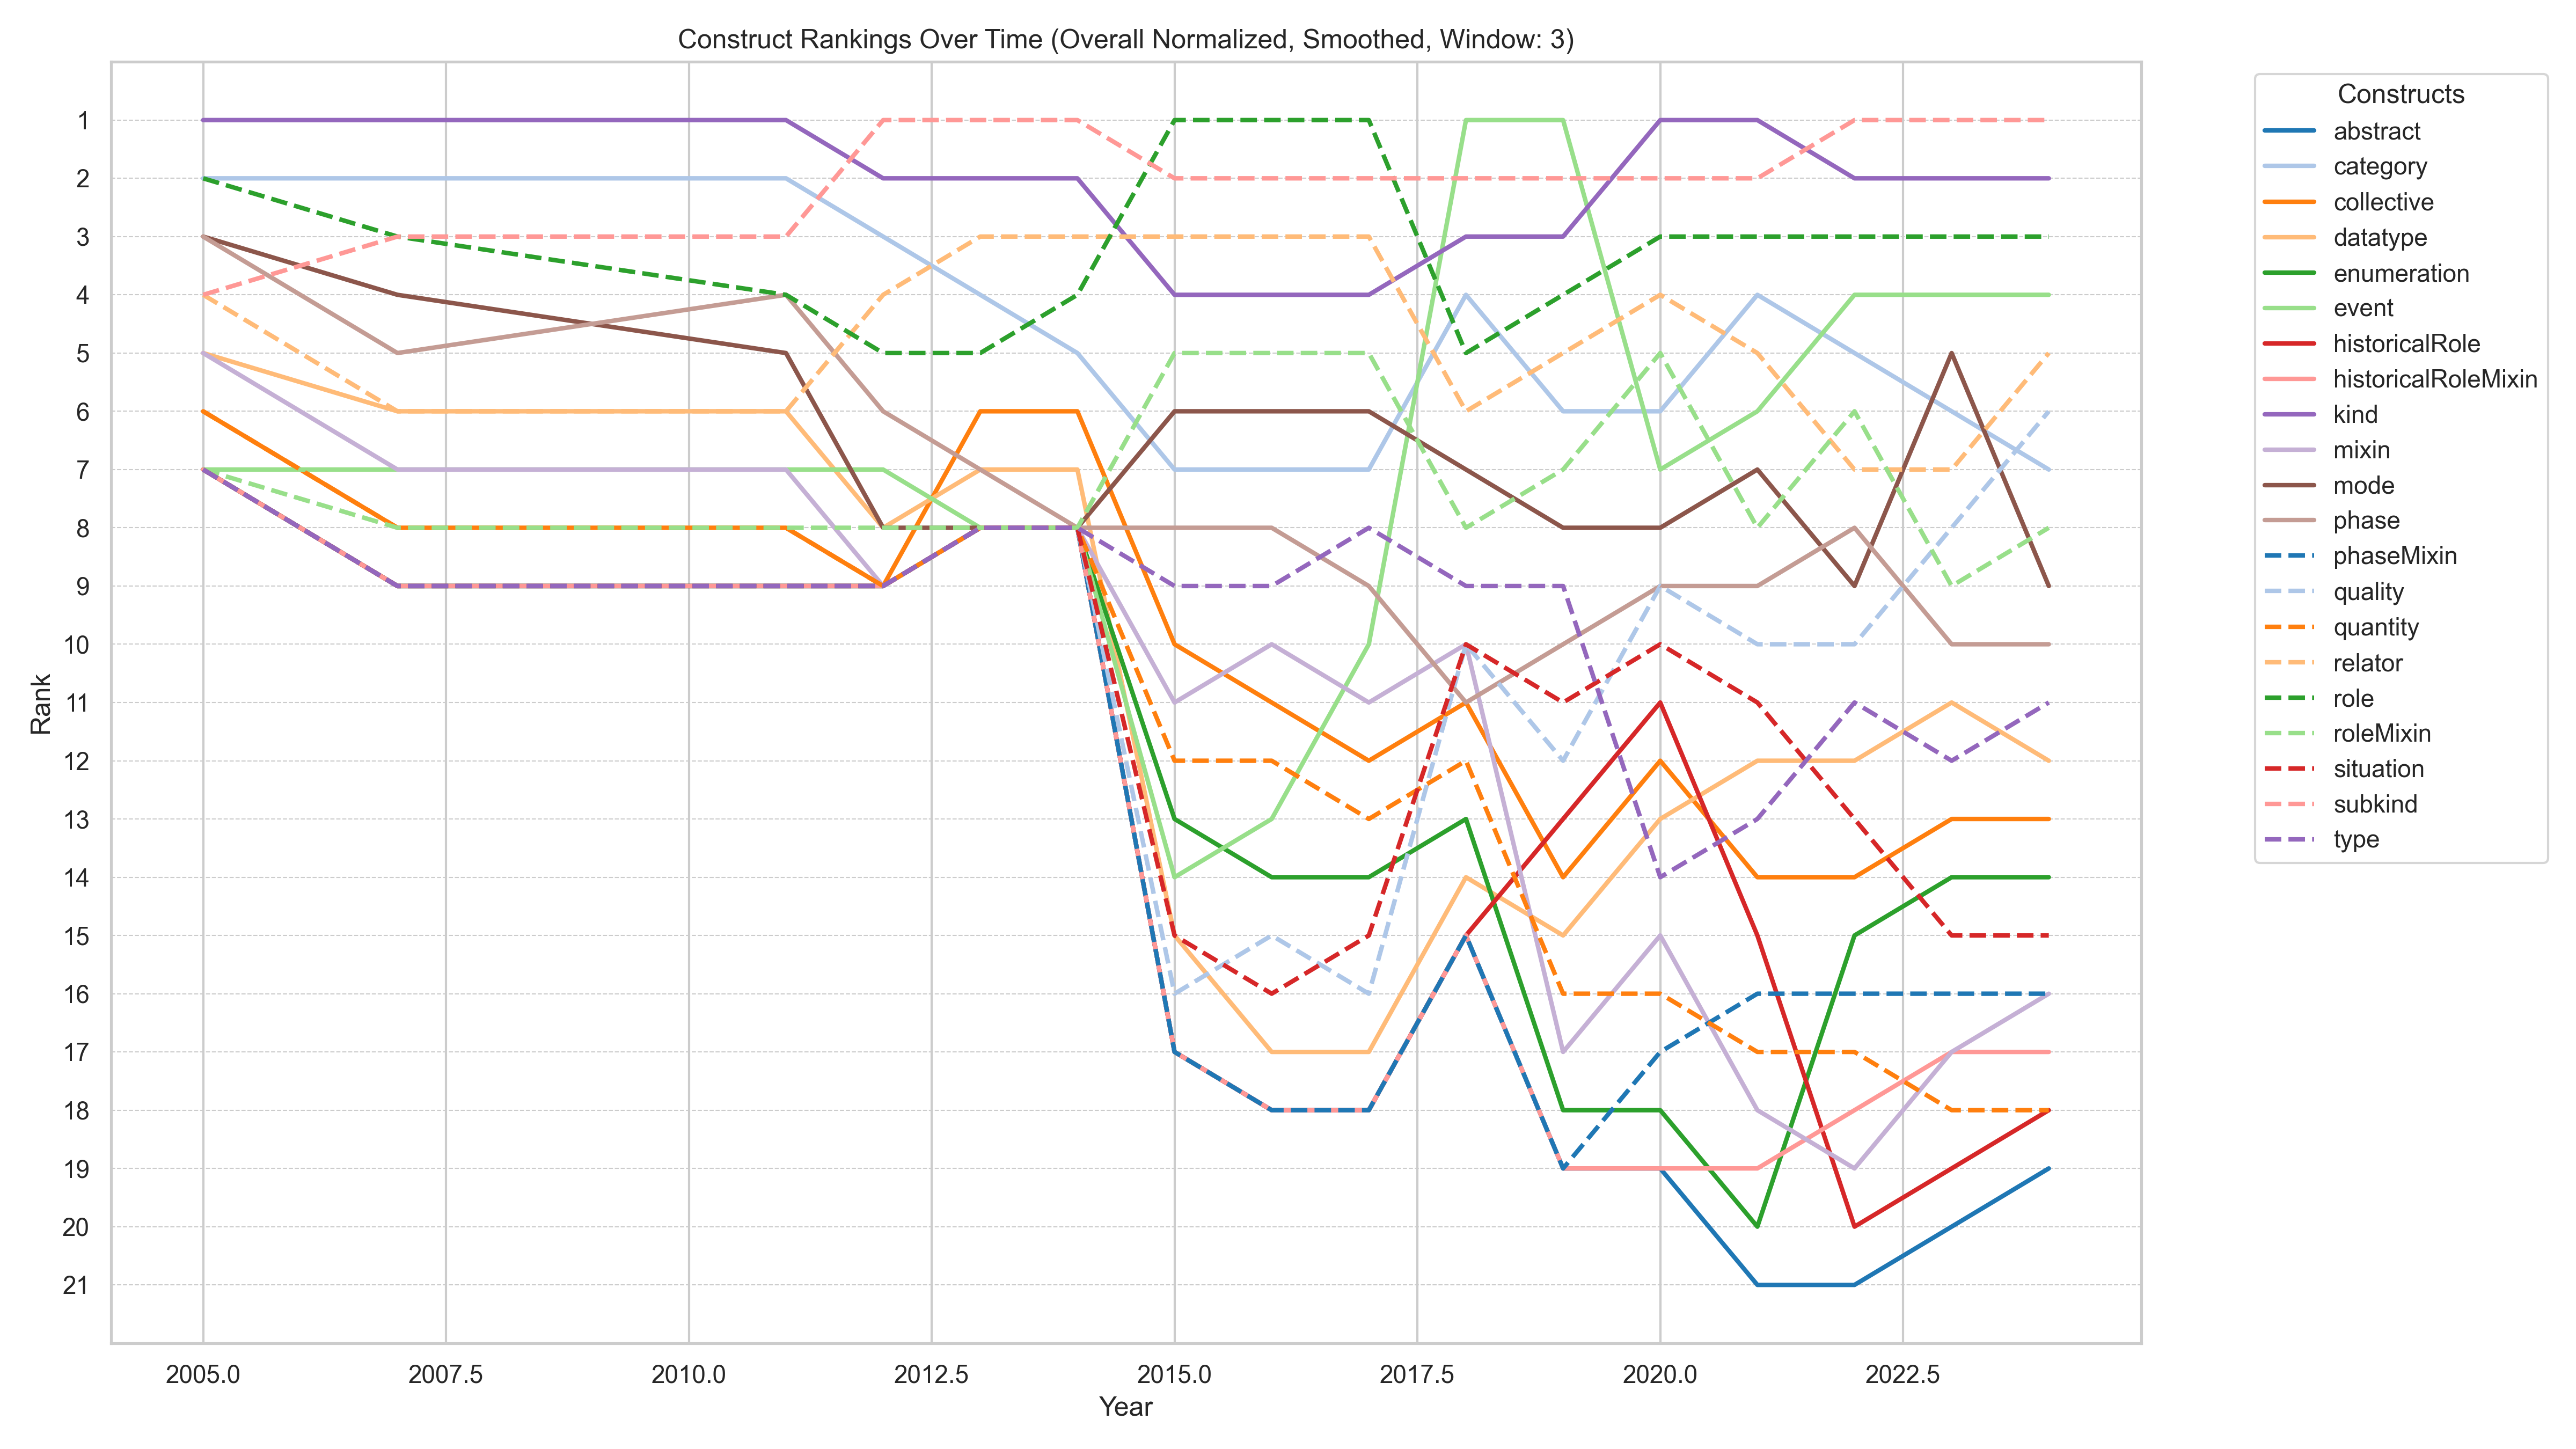 Construct Rankings Over Time (Overall Normalized, Smoothed, Window: 3)
Rank
1
2
3
4
5
6
7
8
9
10
11
12
13
14
15
16
17
18
19
20
21
2005.0 2007.5 2010.0 2012.5 2015.0 2017.5 2020.0 2022.5
Year
Constructs
abstract
category
collective
datatype
enumeration
event
historicalRole
historicalRoleMixin
kind
mixin
mode
phase
phaseMixin
quality
quantity
relator
role
roleMixin
situation
subkind
type